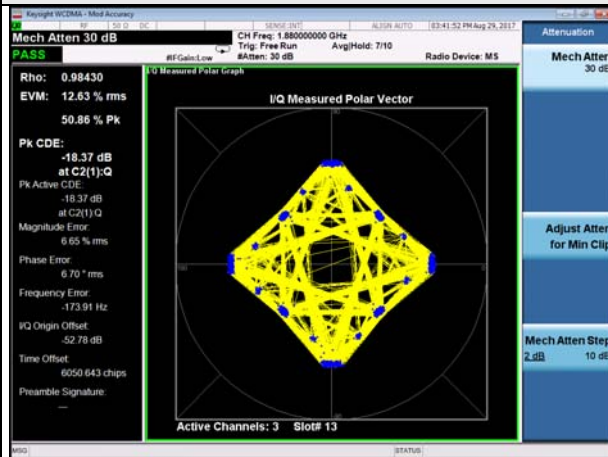 Keysight WCDMA - Mod Accuracy
RF 50 Ω DC SENSE:INT ALIGN AUTO 03:41:52 PM Aug 29, 2017
Mech Atten 30 dB
CH Freq: 1.880000000 GHz
Trig: Free Run Avg|Hold: 7/10
PASS
#IFGain:Low #Atten: 30 dB Radio Device: MS
Attenuation
Mech Atten
30 dB
Adjust Atten
for Min Clip
Mech Atten Step
2 dB 10 dB
Rho: 0.98430
EVM: 12.63 % rms
50.86 % Pk
Pk CDE:
-18.37 dB
at C2(1):Q
Pk Active CDE:
-18.37 dB
at C2(1):Q
Magnitude Error:
6.65 % rms
Phase Error:
6.70 ° rms
Frequency Error:
-173.91 Hz
I/Q Origin Offset:
-52.78 dB
Time Offset:
6050.643 chips
Preamble Signature:
---
I/Q Measured Polar Graph
I/Q Measured Polar Vector
90
180
0
-90
Active Channels: 3 Slot# 13
MSG STATUS